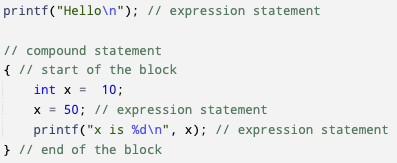 printf("Hello\n"); // expression statement

// compound statement
{ // start of the block
    int x =  10;
    x = 50; // expression statement
    printf("x is %d\n", x); // expression statement
} // end of the block